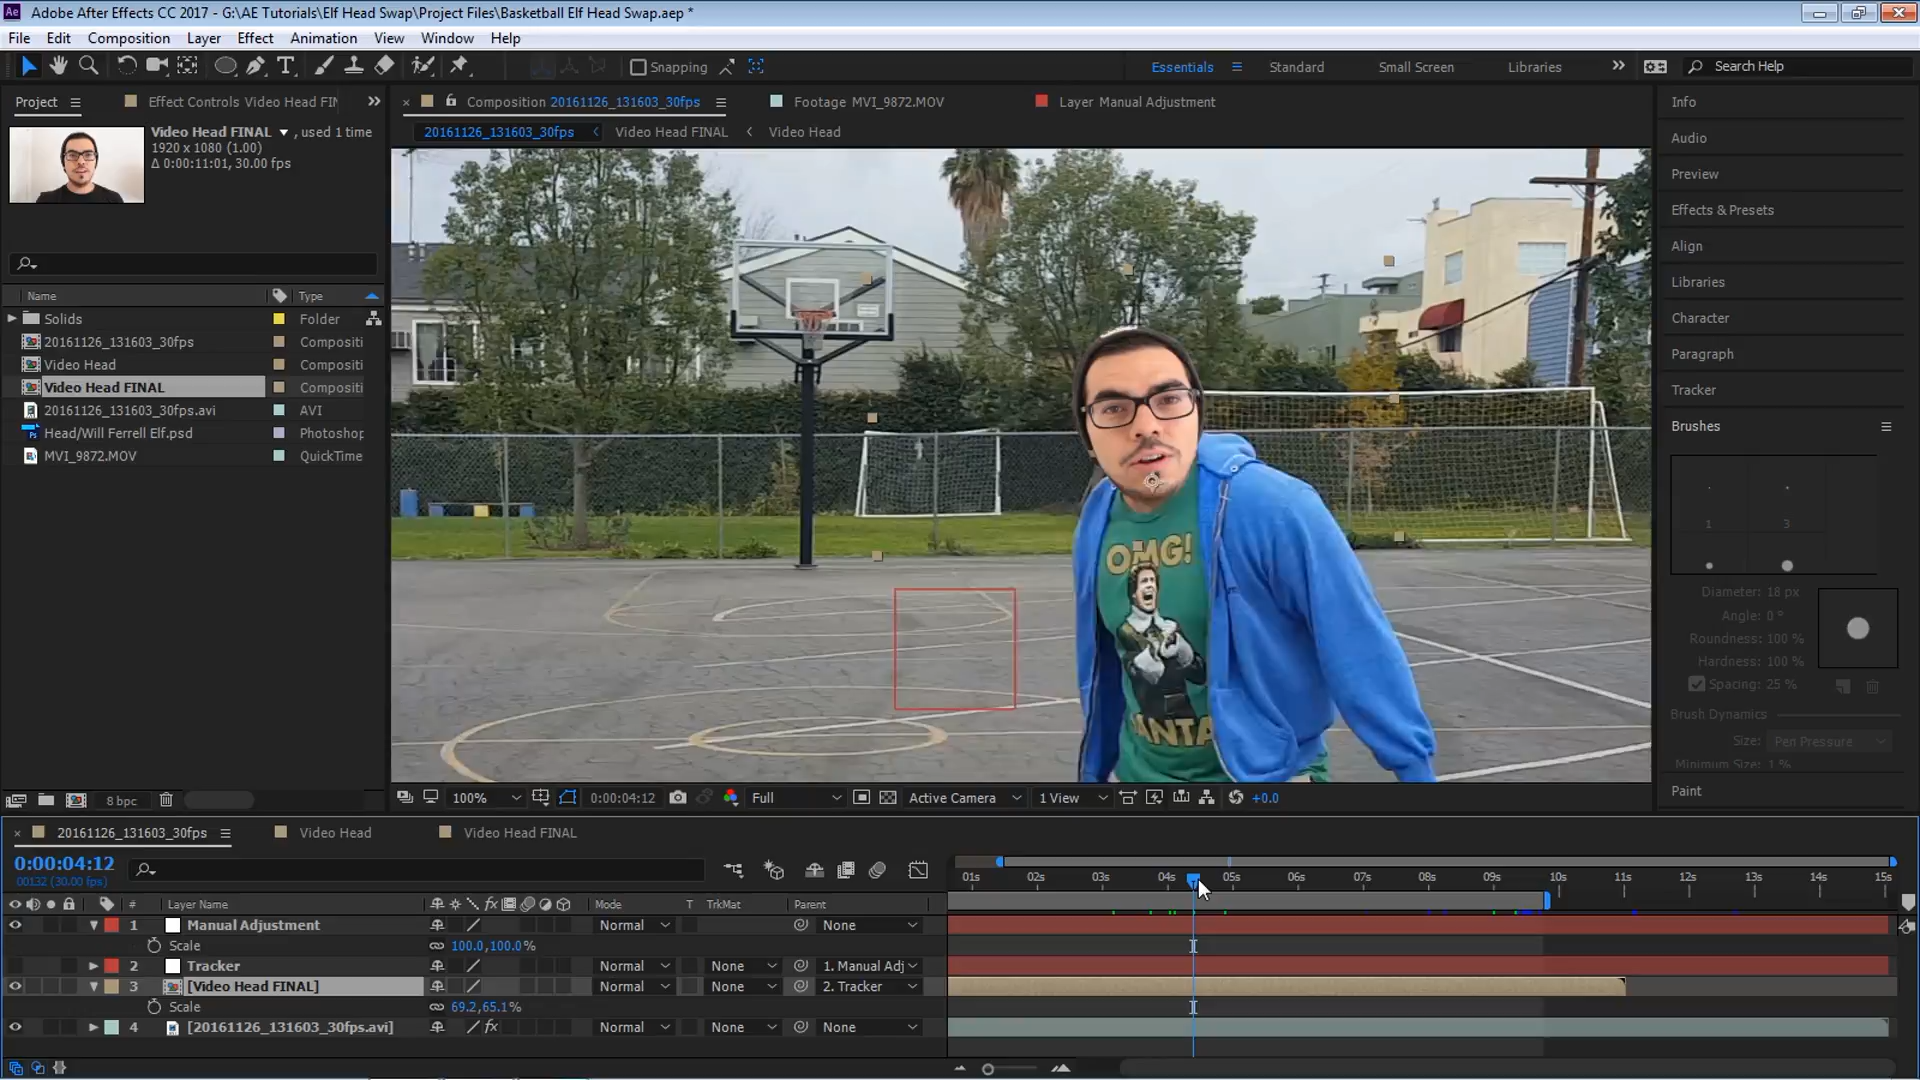 Ae Adobe After Effects CC 2017 - G:\AE Tutorials\Elf Head Swap\Project Files\Basketball Elf Head Swap.aep *
File Edit Composition Layer Effect Animation View Window Help
Snapping Essentials Standard Small Screen Libraries Search Help
Project Effect Controls Video Head FIN
Composition 20161126_131603_30fps Footage MVI_9872.MOV Layer Manual Adjustment
20161126_131603_30fps Video Head FINAL Video Head
Video Head FINAL , used 1 time
1920 x 1080 (1.00)
Δ 0:00:11:01, 30.00 fps
Name Type
Solids Folder
20161126_131603_30fps Compositi
Video Head Compositi
Video Head FINAL Compositi
20161126_131603_30fps.avi AVI
Head/Will Ferrell Elf.psd Photoshop
MVI_9872.MOV QuickTime
8 bpc
OMG!
SANTA
100% 0:00:04:12 Full Active Camera 1 View +0.0
Info
Audio
Preview
Effects & Presets
Align
Libraries
Character
Paragraph
Tracker
Brushes
1 3
Diameter: 18 px
Angle: 0 °
Roundness: 100 %
Hardness: 100 %
Spacing: 25 %
Brush Dynamics
Size: Pen Pressure
Minimum Size: 1 %
Paint
20161126_131603_30fps Video Head Video Head FINAL
0:00:04:12
00132 (30.00 fps)
01s 02s 03s 04s 05s 06s 07s 08s 09s 10s 11s 12s 13s 14s 15s
# Layer Name Mode T TrkMat Parent
1 Manual Adjustment Normal None
Scale 100.0,100.0%
2 Tracker Normal None 1. Manual Adj
3 [Video Head FINAL] Normal None 2. Tracker
Scale 69.2,65.1%
4 [20161126_131603_30fps.avi] Normal None None